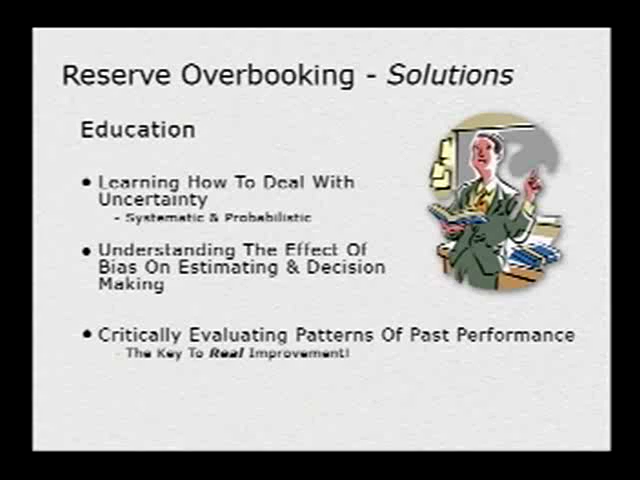 Reserve Overbooking - Solutions
Education
• Learning How To Deal With
Uncertainty
- Systematic & Probabilistic
• Understanding The Effect Of
Bias On Estimating & Decision
Making
• Critically Evaluating Patterns Of Past Performance
- The Key To Real Improvement!